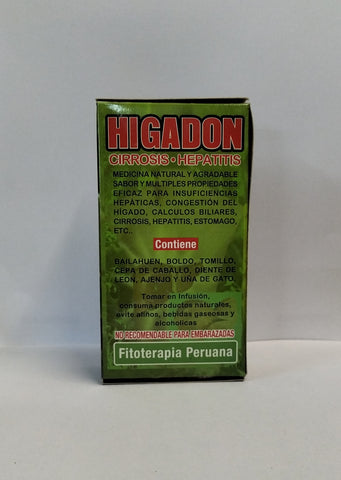 HIGADON
CIRROSIS • HEPATITIS
MEDICINA NATURAL Y AGRADABLE
SABOR Y MULTIPLES PROPIEDADES
EFICAZ PARA INSUFICIENCIAS
HEPÁTICAS, CONGESTIÓN DEL
HÍGADO, CALCULOS BILIARES,
CIRROSIS, HEPATITIS, ESTOMAGO,
ETC..
Contiene
BAILAHUEN, BOLDO, TOMILLO,
CEPA DE CABALLO, DIENTE DE
LEON, AJENJO Y UÑA DE GATO.
Tomar en Infusión,
consuma productos naturales,
evite aliños, bebidas gaseosas y
alcoholicas
NO RECOMENDABLE PARA EMBARAZADAS
Fitoterapia Peruana